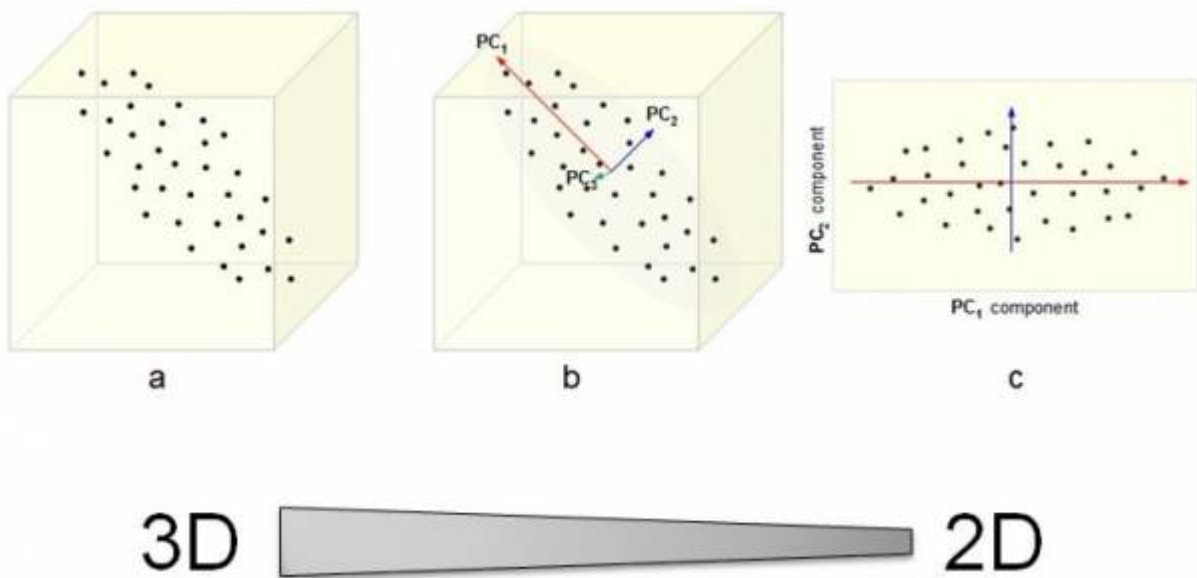 PC₁
PC₂
PC₃
PC₂ component
PC₁ component
a
b
c
3D
2D